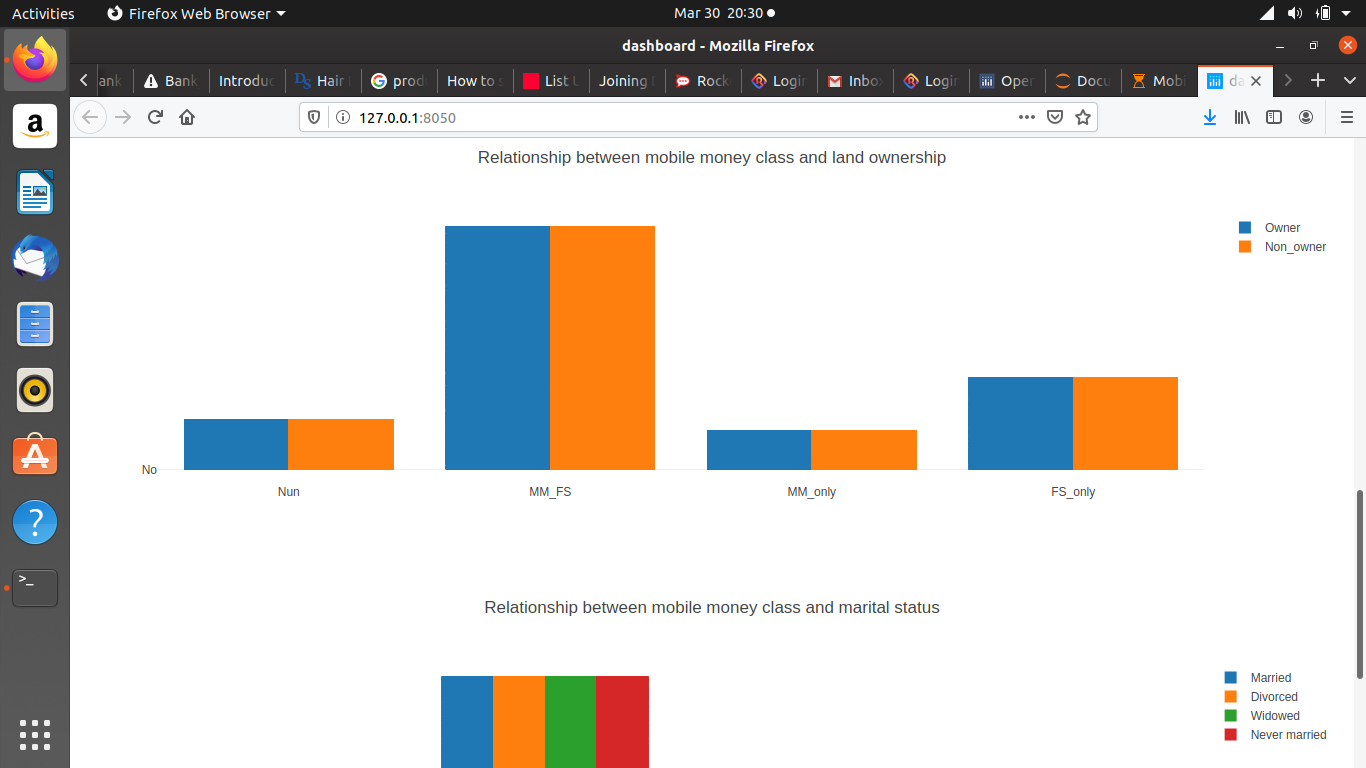 Activities Firefox Web Browser Mar 30 20:30
dashboard - Mozilla Firefox
ank Bank Introduc DS Hair prod How to s List U Joining Rock Login Inbox Login Oper Docu Mobi da
127.0.0.1:8050
Relationship between mobile money class and land ownership
Owner
Non_owner
No
Nun MM_FS MM_only FS_only
Relationship between mobile money class and marital status
Married
Divorced
Widowed
Never married